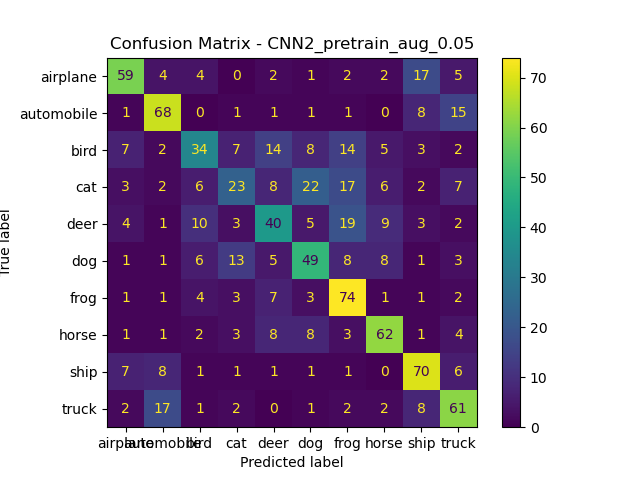 Confusion Matrix - CNN2_pretrain_aug_0.05
True label
airplane 59 4 4 0 2 1 2 2 17 5
automobile 1 68 0 1 1 1 1 0 8 15
bird 7 2 34 7 14 8 14 5 3 2
cat 3 2 6 23 8 22 17 6 2 7
deer 4 1 10 3 40 5 19 9 3 2
dog 1 1 6 13 5 49 8 8 1 3
frog 1 1 4 3 7 3 74 1 1 2
horse 1 1 2 3 8 8 3 62 1 4
ship 7 8 1 1 1 1 1 0 70 6
truck 2 17 1 2 0 1 2 2 8 61
airplane automobile bird cat deer dog frog horse ship truck
Predicted label
70
60
50
40
30
20
10
0